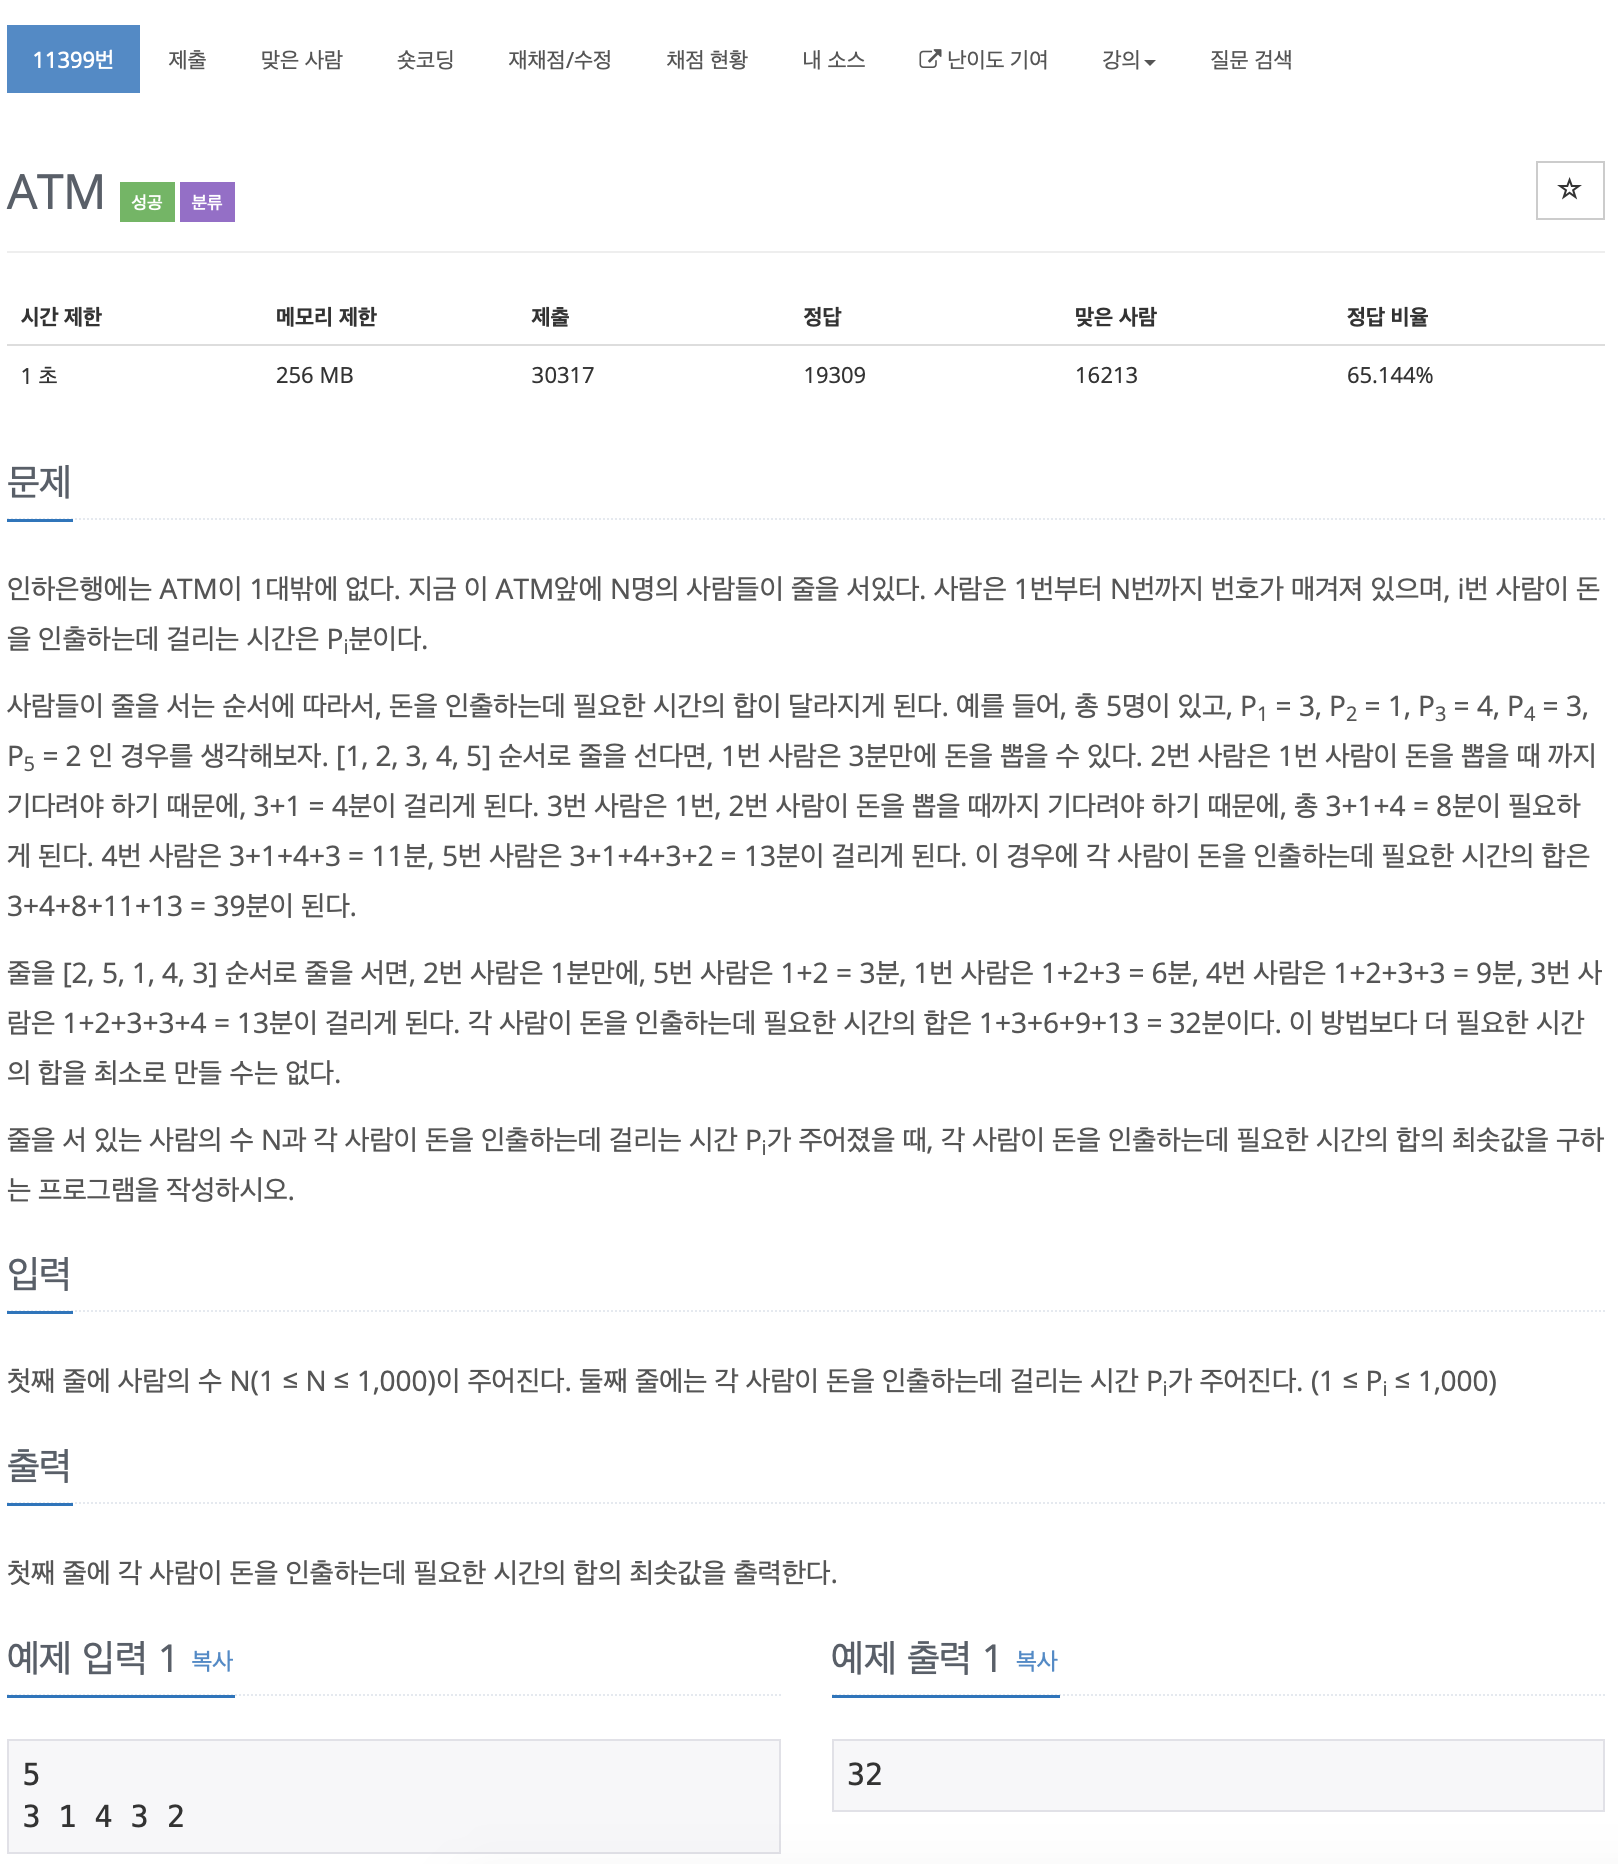 11399번 제출 맞은 사람 숏코딩 재채점/수정 채점 현황 내 소스 난이도 기여 강의 질문 검색
ATM 성공 분류
시간 제한 메모리 제한 제출 정답 맞은 사람 정답 비율
1 초 256 MB 30317 19309 16213 65.144%
문제
인하은행에는 ATM이 1대밖에 없다. 지금 이 ATM앞에 N명의 사람들이 줄을 서있다. 사람은 1번부터 N번까지 번호가 매겨져 있으며, i번 사람이 돈
을 인출하는데 걸리는 시간은 Pi분이다.
사람들이 줄을 서는 순서에 따라서, 돈을 인출하는데 필요한 시간의 합이 달라지게 된다. 예를 들어, 총 5명이 있고, P1 = 3, P2 = 1, P3 = 4, P4 = 3,
P5 = 2 인 경우를 생각해보자. [1, 2, 3, 4, 5] 순서로 줄을 선다면, 1번 사람은 3분만에 돈을 뽑을 수 있다. 2번 사람은 1번 사람이 돈을 뽑을 때 까지
기다려야 하기 때문에, 3+1 = 4분이 걸리게 된다. 3번 사람은 1번, 2번 사람이 돈을 뽑을 때까지 기다려야 하기 때문에, 총 3+1+4 = 8분이 필요하
게 된다. 4번 사람은 3+1+4+3 = 11분, 5번 사람은 3+1+4+3+2 = 13분이 걸리게 된다. 이 경우에 각 사람이 돈을 인출하는데 필요한 시간의 합은
3+4+8+11+13 = 39분이 된다.
줄을 [2, 5, 1, 4, 3] 순서로 줄을 서면, 2번 사람은 1분만에, 5번 사람은 1+2 = 3분, 1번 사람은 1+2+3 = 6분, 4번 사람은 1+2+3+3 = 9분, 3번 사
람은 1+2+3+3+4 = 13분이 걸리게 된다. 각 사람이 돈을 인출하는데 필요한 시간의 합은 1+3+6+9+13 = 32분이다. 이 방법보다 더 필요한 시간
의 합을 최소로 만들 수는 없다.
줄을 서 있는 사람의 수 N과 각 사람이 돈을 인출하는데 걸리는 시간 Pi가 주어졌을 때, 각 사람이 돈을 인출하는데 필요한 시간의 합의 최솟값을 구하
는 프로그램을 작성하시오.
입력
첫째 줄에 사람의 수 N(1 ≤ N ≤ 1,000)이 주어진다. 둘째 줄에는 각 사람이 돈을 인출하는데 걸리는 시간 Pi가 주어진다. (1 ≤ Pi ≤ 1,000)
출력
첫째 줄에 각 사람이 돈을 인출하는데 필요한 시간의 합의 최솟값을 출력한다.
예제 입력 1 복사
5
3 1 4 3 2
예제 출력 1 복사
32